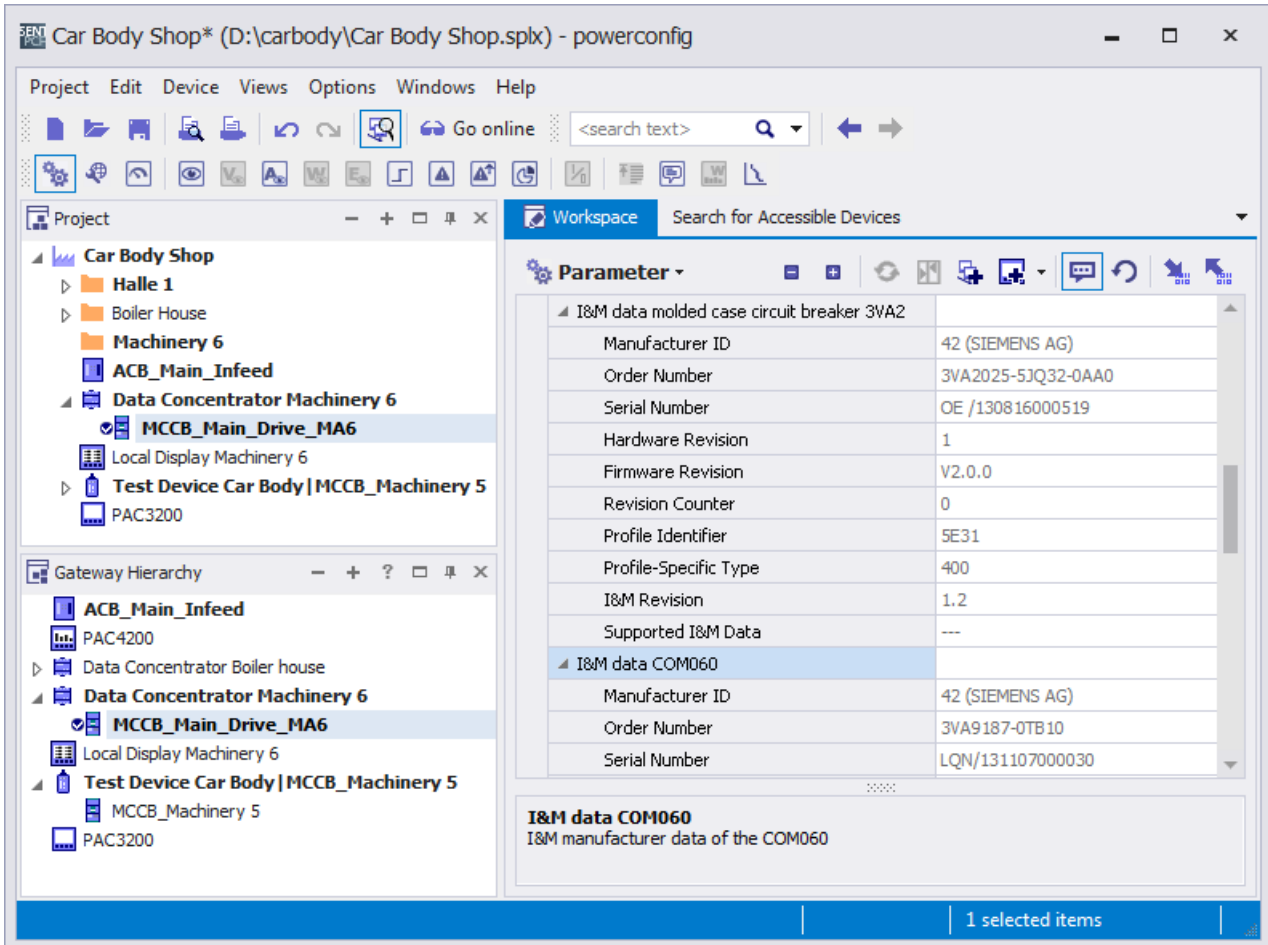 Car Body Shop* (D:\carbody\Car Body Shop.splx) - powerconfig
Project Edit Device Views Options Windows Help
Go online <search text>
Project
Car Body Shop
Halle 1
Boiler House
Machinery 6
ACB_Main_Infeed
Data Concentrator Machinery 6
MCCB_Main_Drive_MA6
Local Display Machinery 6
Test Device Car Body|MCCB_Machinery 5
PAC3200
Gateway Hierarchy
ACB_Main_Infeed
PAC4200
Data Concentrator Boiler house
Data Concentrator Machinery 6
MCCB_Main_Drive_MA6
Local Display Machinery 6
Test Device Car Body|MCCB_Machinery 5
MCCB_Machinery 5
PAC3200
Workspace Search for Accessible Devices
Parameter
I&M data molded case circuit breaker 3VA2
Manufacturer ID 42 (SIEMENS AG)
Order Number 3VA2025-5JQ32-0AA0
Serial Number OE /130816000519
Hardware Revision 1
Firmware Revision V2.0.0
Revision Counter 0
Profile Identifier 5E31
Profile-Specific Type 400
I&M Revision 1.2
Supported I&M Data ---
I&M data COM060
Manufacturer ID 42 (SIEMENS AG)
Order Number 3VA9187-0TB10
Serial Number LQN/131107000030
I&M data COM060
I&M manufacturer data of the COM060
1 selected items